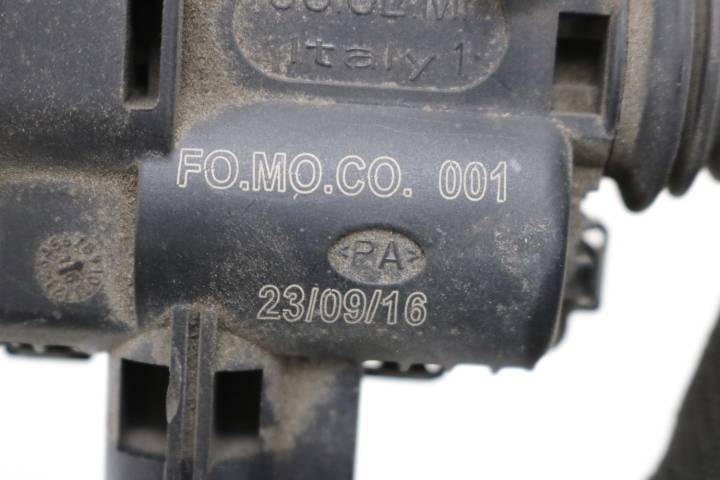 Italy 1
FO.MO.CO. 001
>PA<
23/09/16